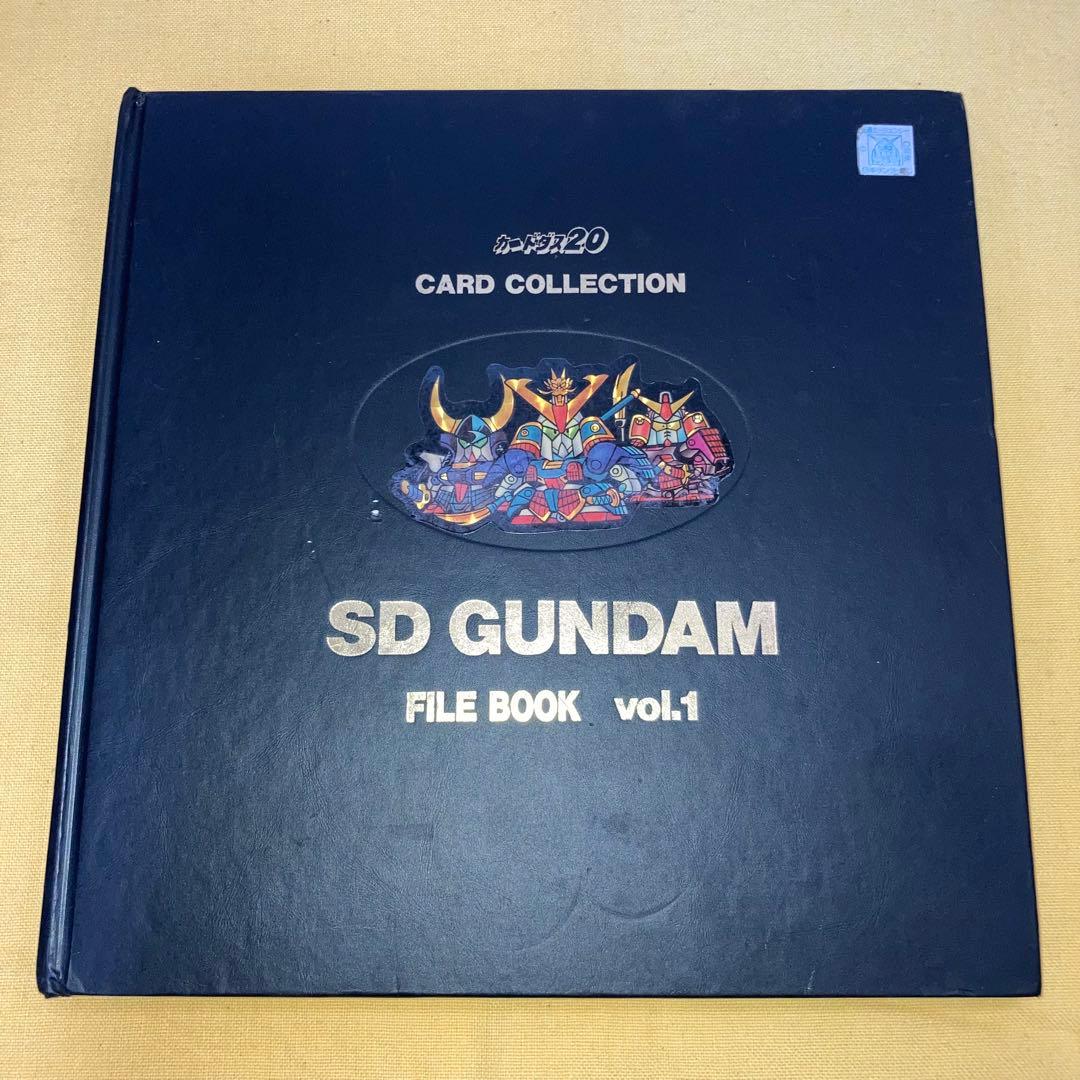 カードダス20
CARD COLLECTION
SD GUNDAM
FILE BOOK vol.1